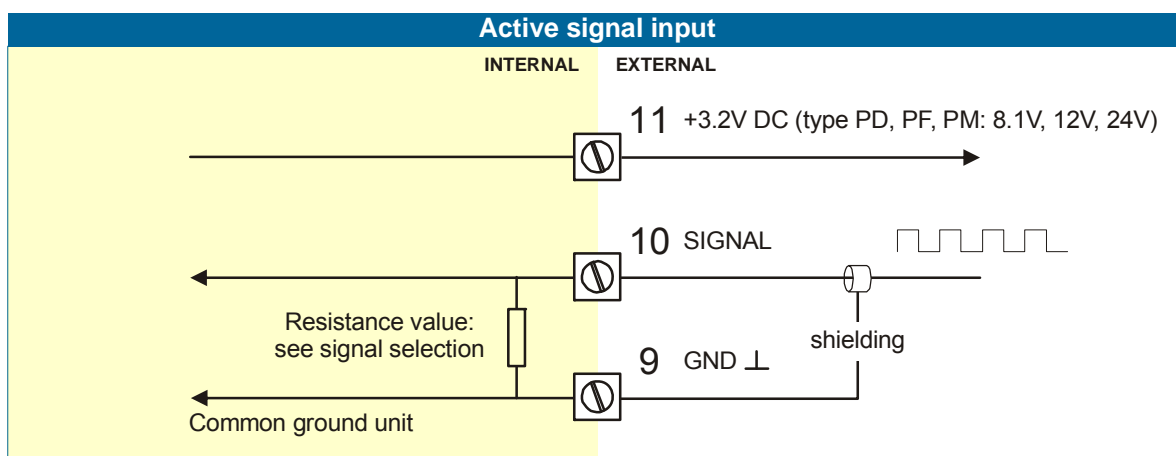 Active signal input
INTERNAL
EXTERNAL
11 +3.2V DC (type PD, PF, PM: 8.1V, 12V, 24V)
10 SIGNAL
Resistance value:
see signal selection
shielding
9 GND ⊥
Common ground unit